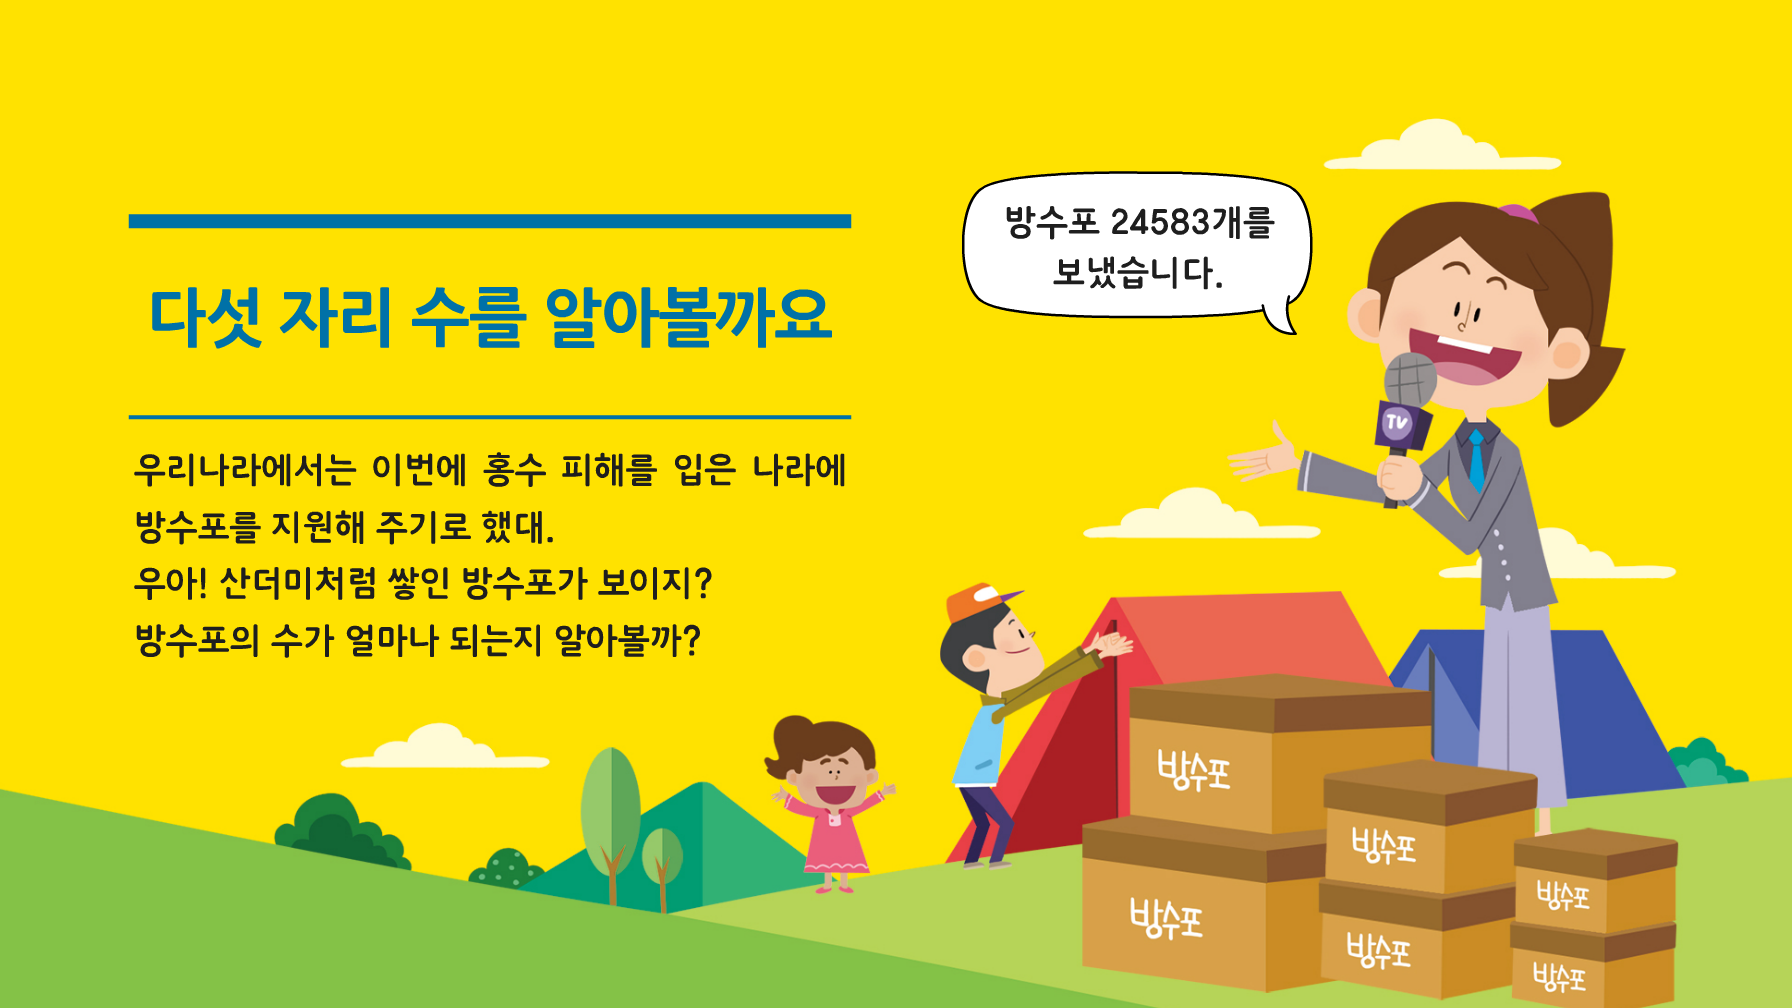 다섯 자리 수를 알아볼까요
우리나라에서는 이번에 홍수 피해를 입은 나라에
방수포를 지원해 주기로 했대.
우아! 산더미처럼 쌓인 방수포가 보이지?
방수포의 수가 얼마나 되는지 알아볼까?
방수포 24583개를
보냈습니다.
TV
방수포
방수포
방수포
방수포
방수포
방수포